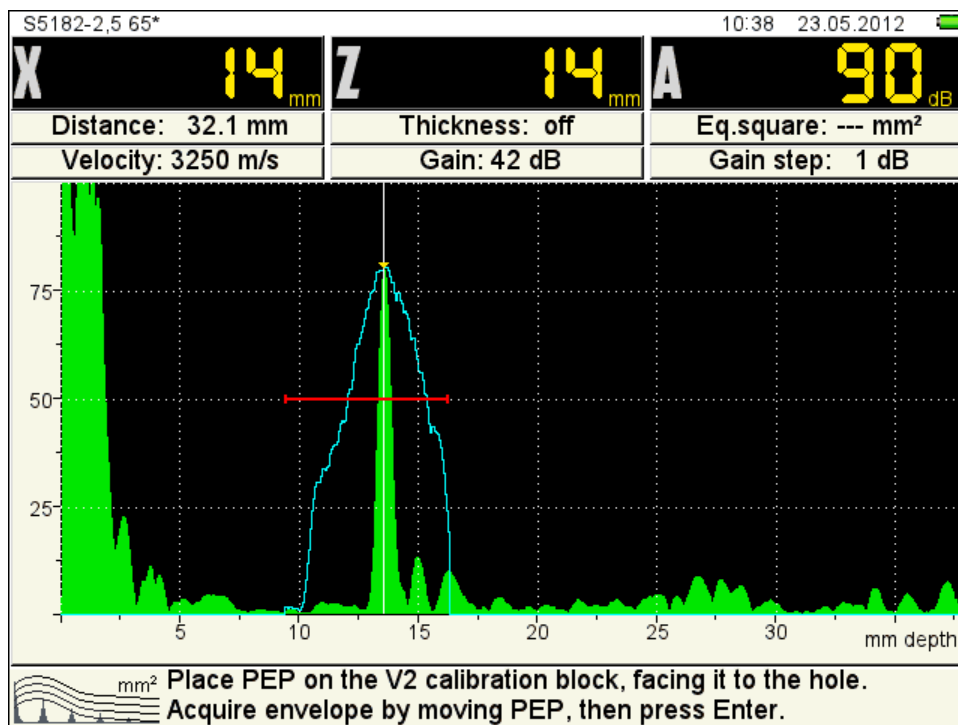 S5182-2,5 65* 10:38 23.05.2012
X 14 mm Z 14 mm A 90 dB
Distance: 32.1 mm Thickness: off Eq.square: --- mm²
Velocity: 3250 m/s Gain: 42 dB Gain step: 1 dB
75
50
25
5 10 15 20 25 30 mm depth
mm² Place PEP on the V2 calibration block, facing it to the hole.
Acquire envelope by moving PEP, then press Enter.